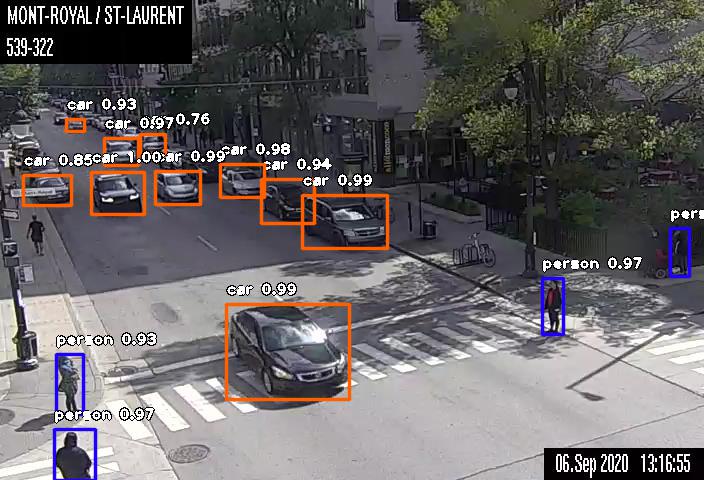 MONT-ROYAL / ST-LAURENT
539-322
car 0.93
car 0.97
0.76
car 0.85
car 1.00
car 0.99
car 0.98
car 0.94
car 0.99
pers
person 0.97
car 0.99
person 0.93
person 0.97
06.Sep 2020 13:16:55